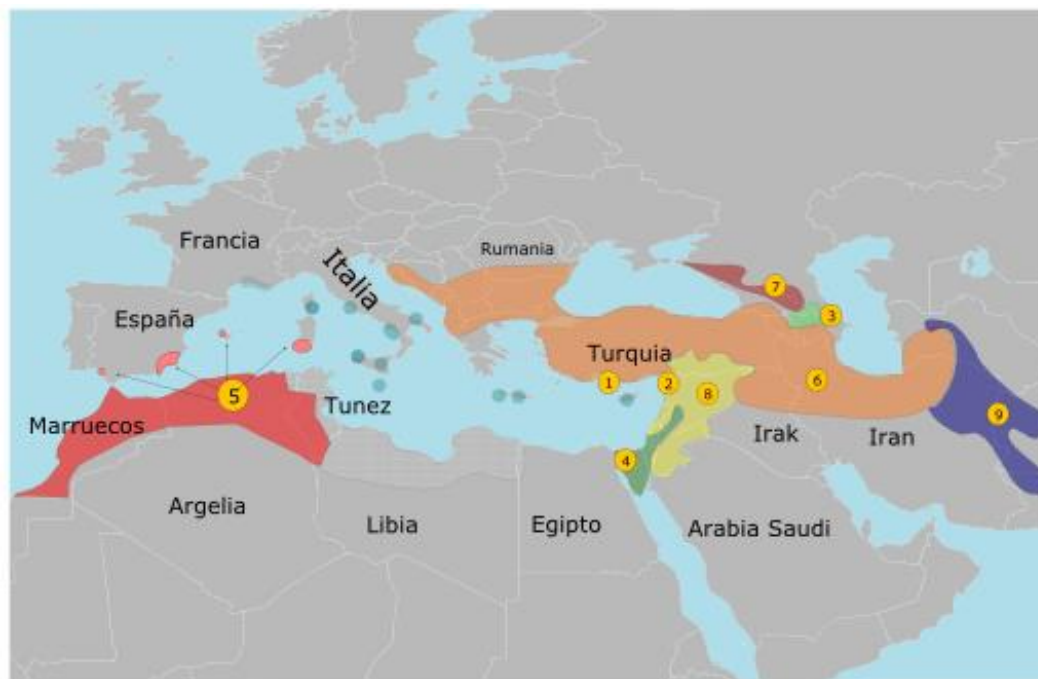 Francia
Italia
Rumania
España
7
3
Turquia
5
1
2
8
6
Marruecos
Tunez
9
Irak
Iran
4
Argelia
Libia
Egipto
Arabia Saudi